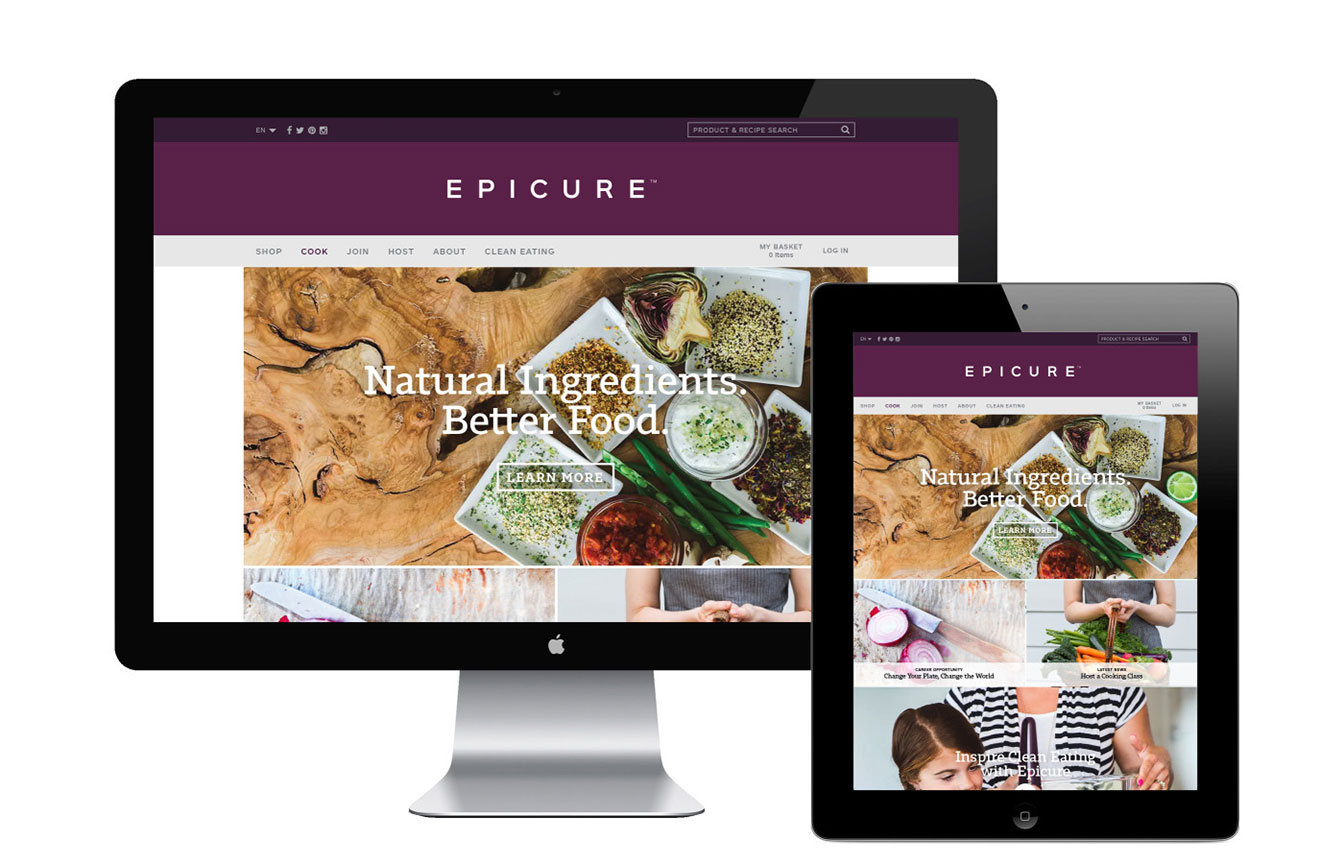 EN
PRODUCT & RECIPE SEARCH
EPICURE™
SHOP COOK JOIN HOST ABOUT CLEAN EATING
MY BASKET
0 Items
LOG IN
Natural Ingredients.
Better Food.
LEARN MORE
EN
PRODUCT & RECIPE SEARCH
EPICURE™
SHOP COOK JOIN HOST ABOUT CLEAN EATING
MY BASKET
0 Items
LOG IN
Natural Ingredients.
Better Food.
LEARN MORE
CAREER OPPORTUNITY
Change Your Plate, Change the World
LATEST NEWS
Host a Cooking Class
Inspire Clean Eating
with Epicure.